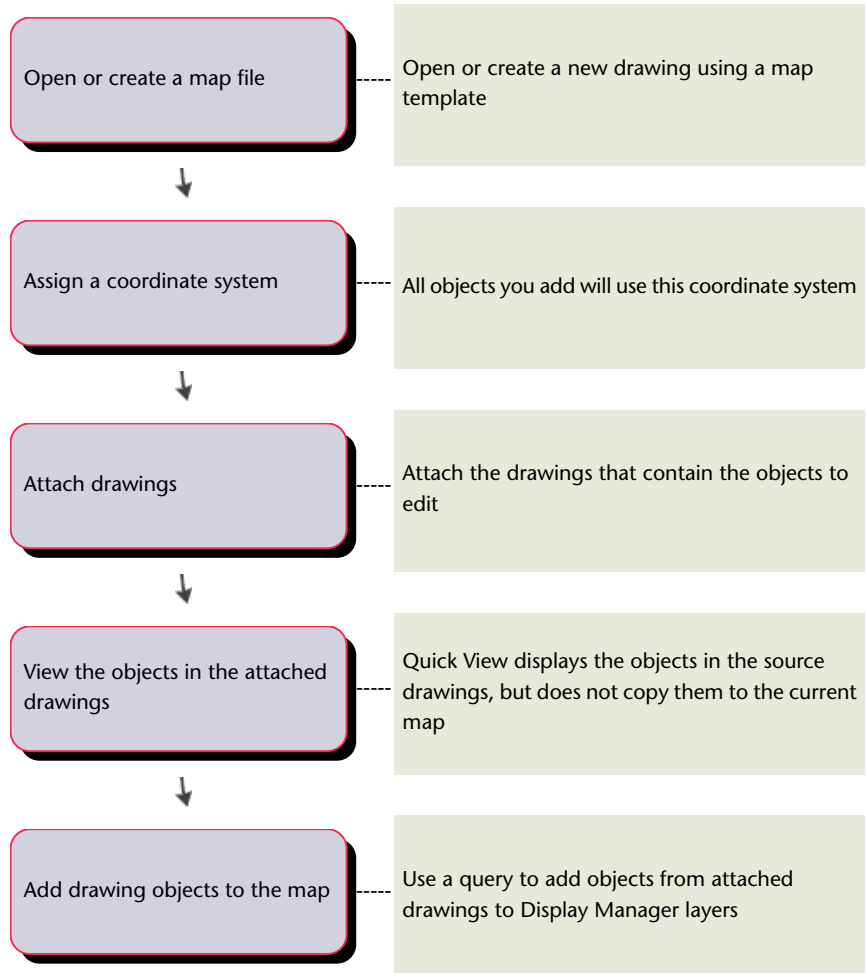 Open or create a map file
Open or create a new drawing using a map
template
Assign a coordinate system
All objects you add will use this coordinate system
Attach drawings
Attach the drawings that contain the objects to
edit
View the objects in the attached
drawings
Quick View displays the objects in the source
drawings, but does not copy them to the current
map
Add drawing objects to the map
Use a query to add objects from attached
drawings to Display Manager layers